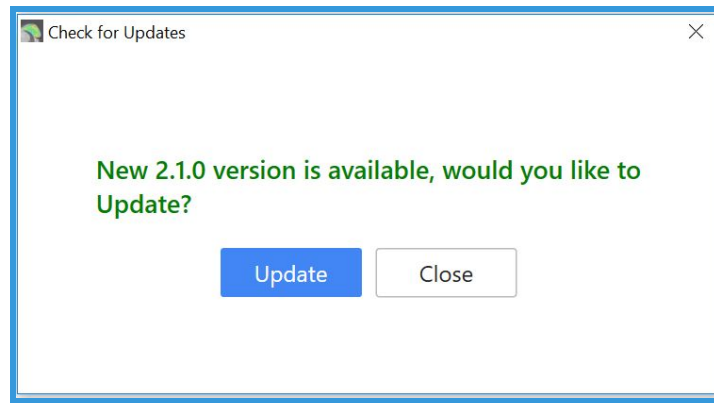 Check for Updates
New 2.1.0 version is available, would you like to
Update?
Update Close